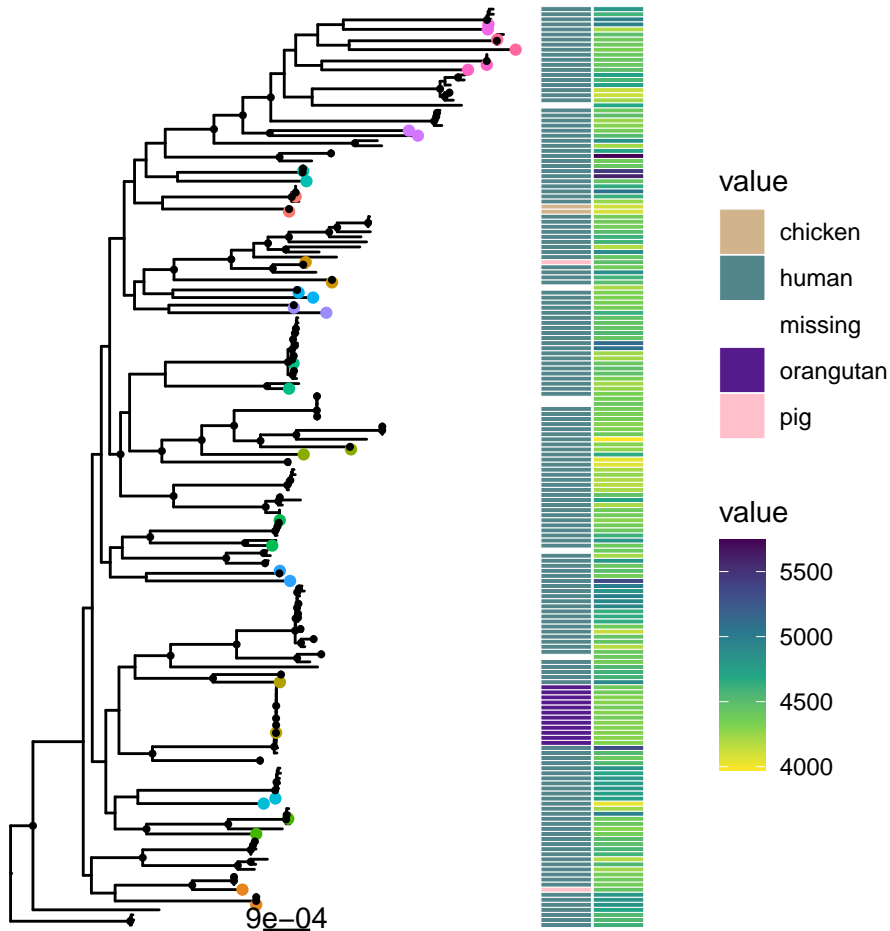 value
chicken
human
missing
orangutan
pig
value
5500
5000
4500
4000
9e−04